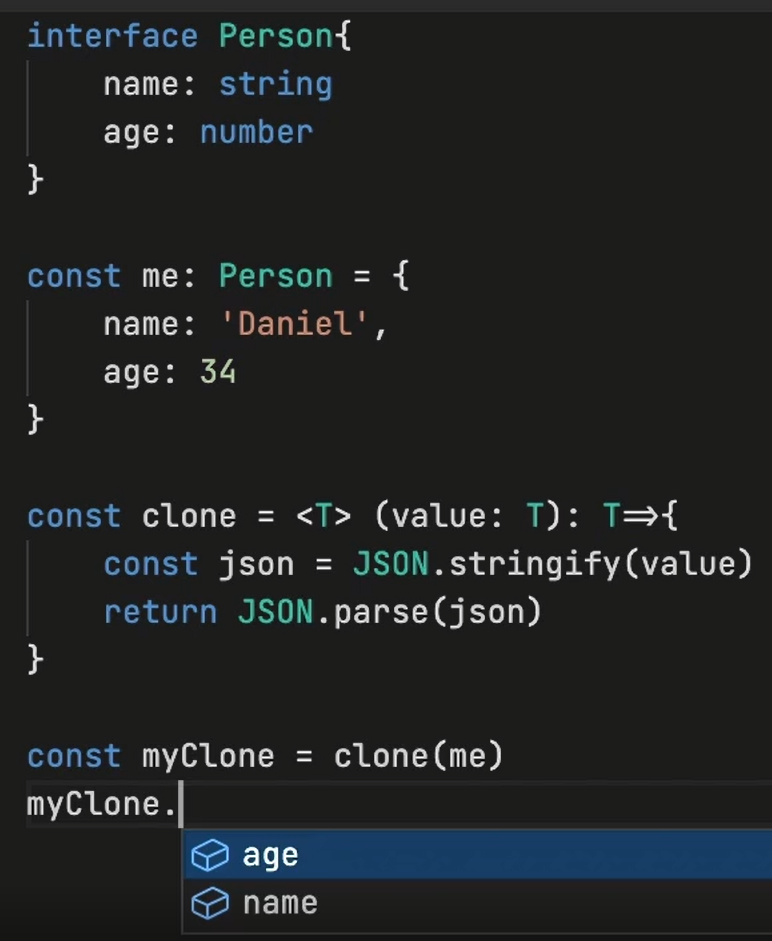 interface Person{
    name: string
    age: number
}
const me: Person = {
    name: 'Daniel',
    age: 34
}
const clone = <T> (value: T): T=>{
    const json = JSON.stringify(value)
    return JSON.parse(json)
}
const myClone = clone(me)
myClone.
age
name